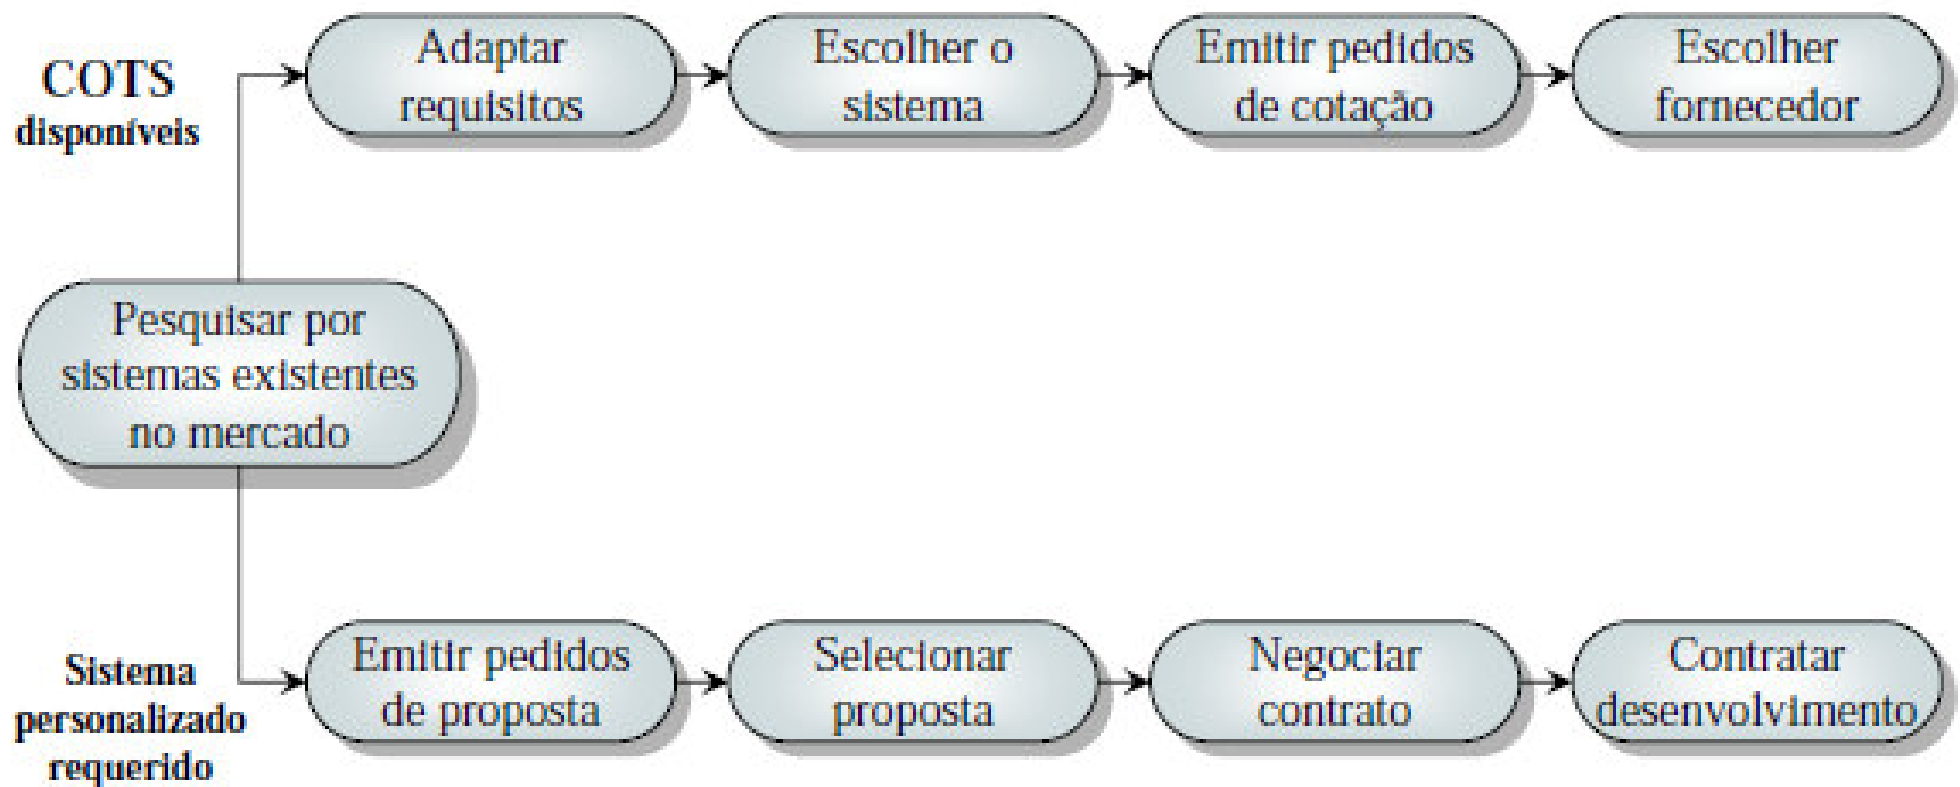 COTS
disponíveis
Adaptar
requisitos
Escolher o
sistema
Emitir pedidos
de cotação
Escolher
fornecedor
Pesquisar por
sistemas existentes
no mercado
Sistema
personalizado
requerido
Emitir pedidos
de proposta
Selecionar
proposta
Negociar
contrato
Contratar
desenvolvimento